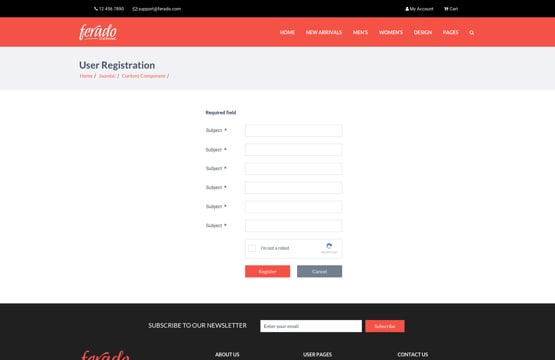 12 456 7890 support@ferado.com My Account Cart
ferado
HOME NEW ARRIVALS MEN'S WOMEN'S DESIGN PAGES
User Registration
Home / Joomla! / Content Component /
Required field
Subject *
Subject *
Subject *
Subject *
Subject *
Subject *
I'm not a robot
Register Cancel
SUBSCRIBE TO OUR NEWSLETTER Enter your email Subscribe
ferado ABOUT US USER PAGES CONTACT US